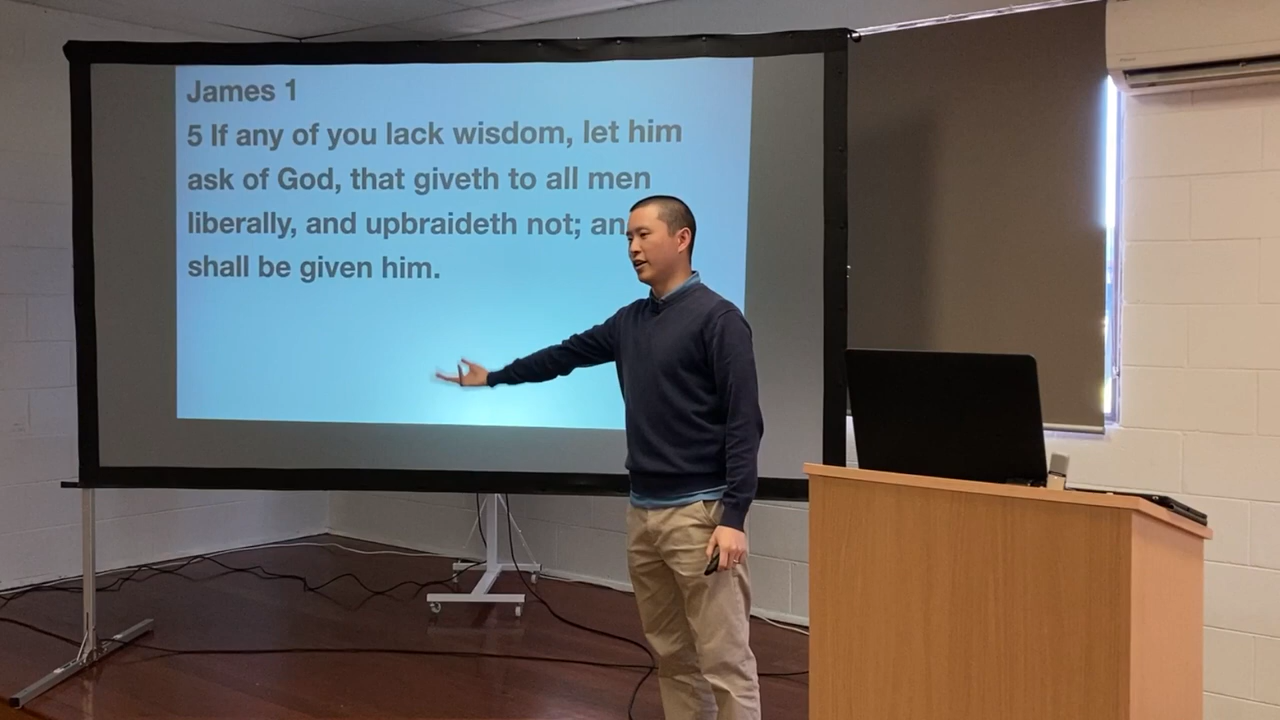 James 1
5 If any of you lack wisdom, let him
ask of God, that giveth to all men
liberally, and upbraideth not; an
shall be given him.